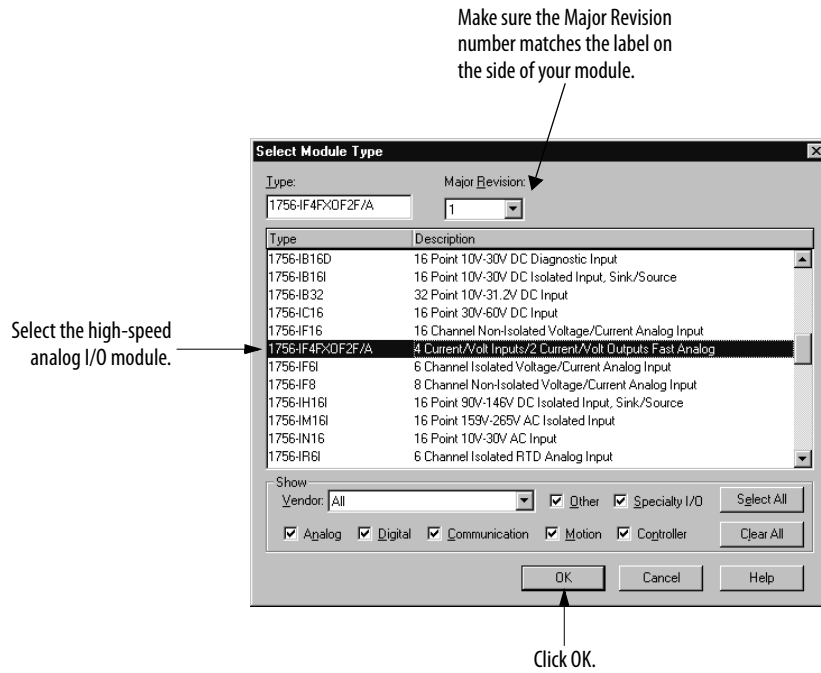 Make sure the Major Revision
number matches the label on
the side of your module.
Select Module Type
Type:
Major Revision:
1756-IF4FXOF2F/A
1
Type Description
1756-IB16D 16 Point 10V-30V DC Diagnostic Input
1756-IB16I 16 Point 10V-30V DC Isolated Input, Sink/Source
1756-IB32 32 Point 10V-31.2V DC Input
1756-IC16 16 Point 30V-60V DC Input
1756-IF16 16 Channel Non-Isolated Voltage/Current Analog Input
1756-IF4FXOF2F/A 4 Current/Volt Inputs/2 Current/Volt Outputs Fast Analog
1756-IF6I 6 Channel Isolated Voltage/Current Analog Input
1756-IF8 8 Channel Non-Isolated Voltage/Current Analog Input
1756-IH16I 16 Point 90V-146V DC Isolated Input, Sink/Source
1756-IM16I 16 Point 159V-265V AC Isolated Input
1756-IN16 16 Point 10V-30V AC Input
1756-IR6I 6 Channel Isolated RTD Analog Input
Select the high-speed
analog I/O module.
Show
Vendor: All Other Specialty I/O Select All
Analog Digital Communication Motion Controller Clear All
OK Cancel Help
Click OK.